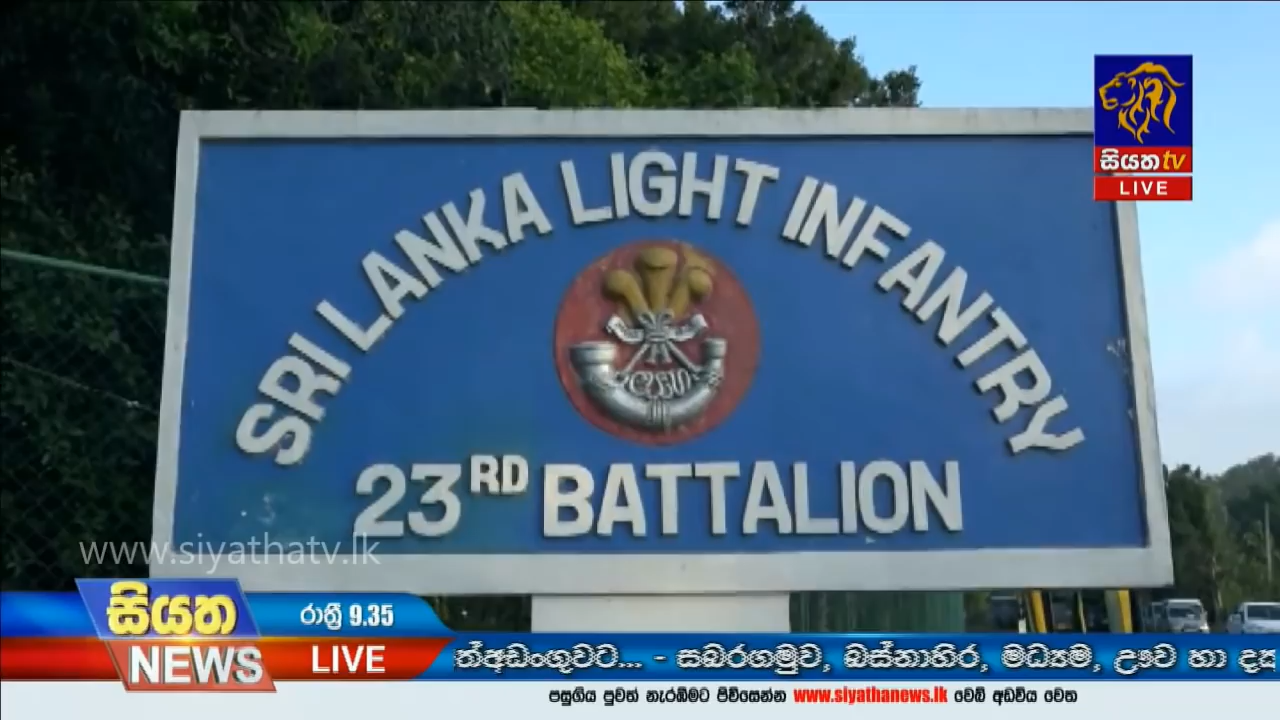 සියත tv
LIVE
SRI LANKA LIGHT INFANTRY
23RD BATTALION
www.siyathatv.lk
සියත
NEWS
රාත්‍රී 9.35
LIVE
ත්අඩංගුවට... - සබරගමුව, බස්නාහිර, මධ්‍යම, ඌව හා
පසුගිය පුවත් නැරඹීමට පිවිසෙන්න www.siyathanews.lk වෙබ් අඩවිය වෙත